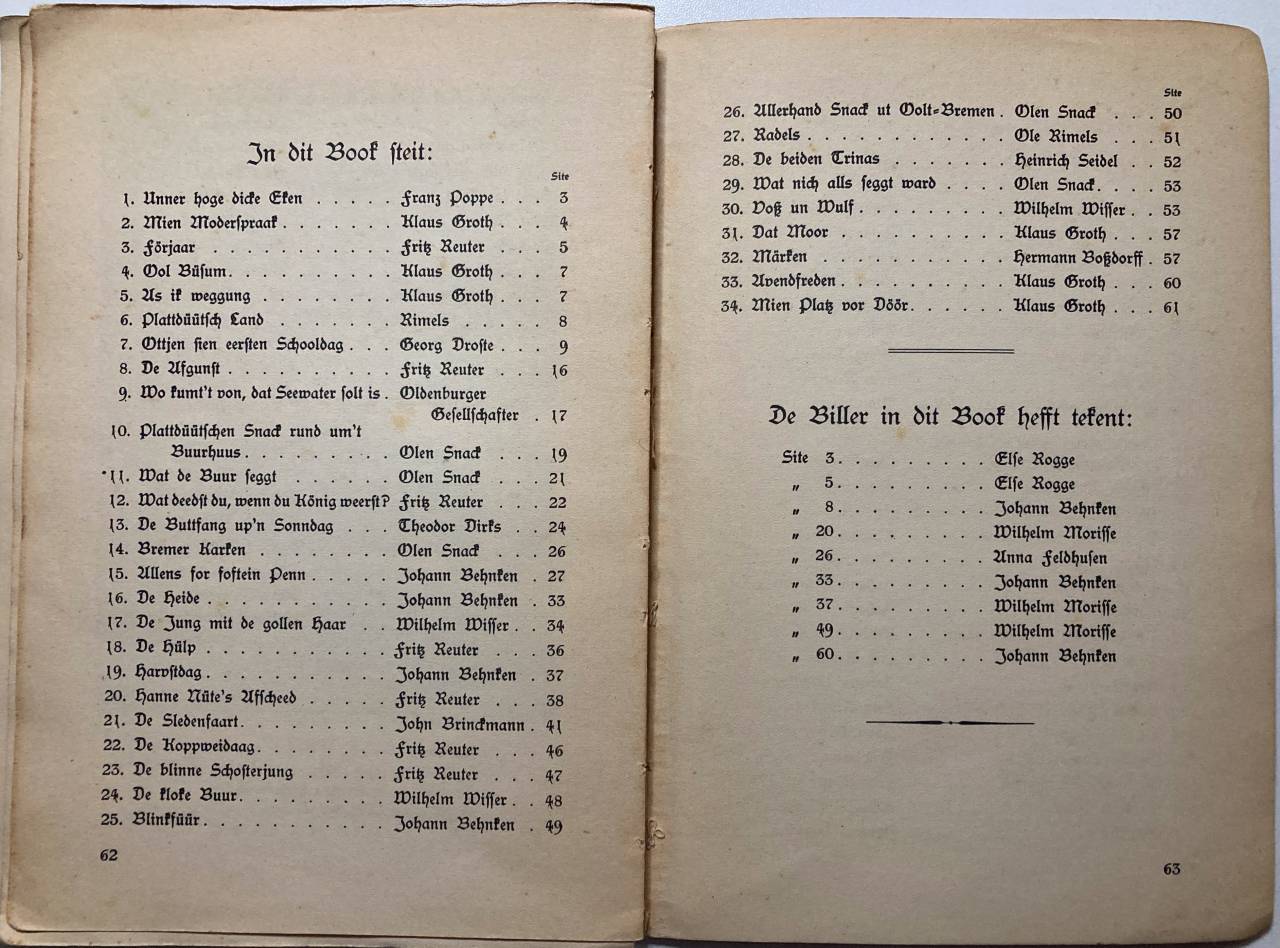 In dit Book steit:
Site
1. Unner hoge dicke Eken . . . . . Franz Poppe . . . 3
2. Mien Moderspraak . . . . . . . Klaus Groth . . . 4
3. Förjaar . . . . . . . . . . Fritz Reuter . . . 5
4. Ool Büsum. . . . . . . . . . Klaus Groth . . . 7
5. As ik weggung . . . . . . . . Klaus Groth . . . 7
6. Plattdüütsch Land . . . . . . . Rimels . . . . . 8
7. Ottjen sien eersten Schooldag . . . Georg Droste . . . 9
8. De Afgunst . . . . . . . . . . Fritz Reuter . . . 16
9. Wo kumt't von, dat Seewater solt is . Oldenburger
Gesellschafter . 17
10. Plattdüütschen Snack rund um't
Buurhuus . . . . . . . . . Olen Snack . . . 19
11. Wat de Buur seggt . . . . . . Olen Snack . . . 21
12. Wat deedst du, wenn du König weerst? Fritz Reuter . . . 22
13. De Buttfang up'n Sonndag . . . Theodor Dirks . . 24
14. Bremer Karken . . . . . . . . Olen Snack . . . 26
15. Allens for foftein Penn . . . . . Johann Behnken . 27
16. De Heide . . . . . . . . . . . Johann Behnken . 33
17. De Jung mit de gollen Haar . . Wilhelm Wisser . . 34
18. De Hülp . . . . . . . . . . . Fritz Reuter . . . 36
19. Harvstdag . . . . . . . . . . . Johann Behnken . 37
20. Hanne Nüte's Affcheed . . . . . Fritz Reuter . . . 38
21. De Sledenfaart. . . . . . . . . John Brinckmann . 41
22. De Koppweidaag. . . . . . . . Fritz Reuter . . . 46
23. De blinne Schosterjung . . . . . Fritz Reuter . . . 47
24. De kloke Buur. . . . . . . . . Wilhelm Wisser . . 48
25. Blinkfüür. . . . . . . . . . . Johann Behnken . 49
62
Site
26. Allerhand Snack ut Oolt-Bremen . Olen Snack . . . 50
27. Radels . . . . . . . . . . . . Ole Rimels . . . 51
28. De beiden Trinas . . . . . . . Heinrich Seidel . . 52
29. Wat nich alls seggt ward . . . . Olen Snack. . . . 53
30. Voß un Wulf . . . . . . . . . Wilhelm Wisser . . 53
31. Dat Moor . . . . . . . . . . Klaus Groth . . . 57
32. Märken . . . . . . . . . . . Hermann Boßdorff . 57
33. Avendfreden . . . . . . . . . . Klaus Groth . . . 60
34. Mien Platz vor Döör. . . . . . . Klaus Groth . . . 61
De Biller in dit Book hefft tekent:
Site 3. . . . . . . . . . Else Rogge
„ 5. . . . . . . . . . Else Rogge
„ 8. . . . . . . . . . Johann Behnken
„ 20. . . . . . . . . . Wilhelm Morisse
„ 26. . . . . . . . . . Anna Feldhusen
„ 33. . . . . . . . . . Johann Behnken
„ 37. . . . . . . . . . Wilhelm Morisse
„ 49. . . . . . . . . . Wilhelm Morisse
„ 60. . . . . . . . . . Johann Behnken
63